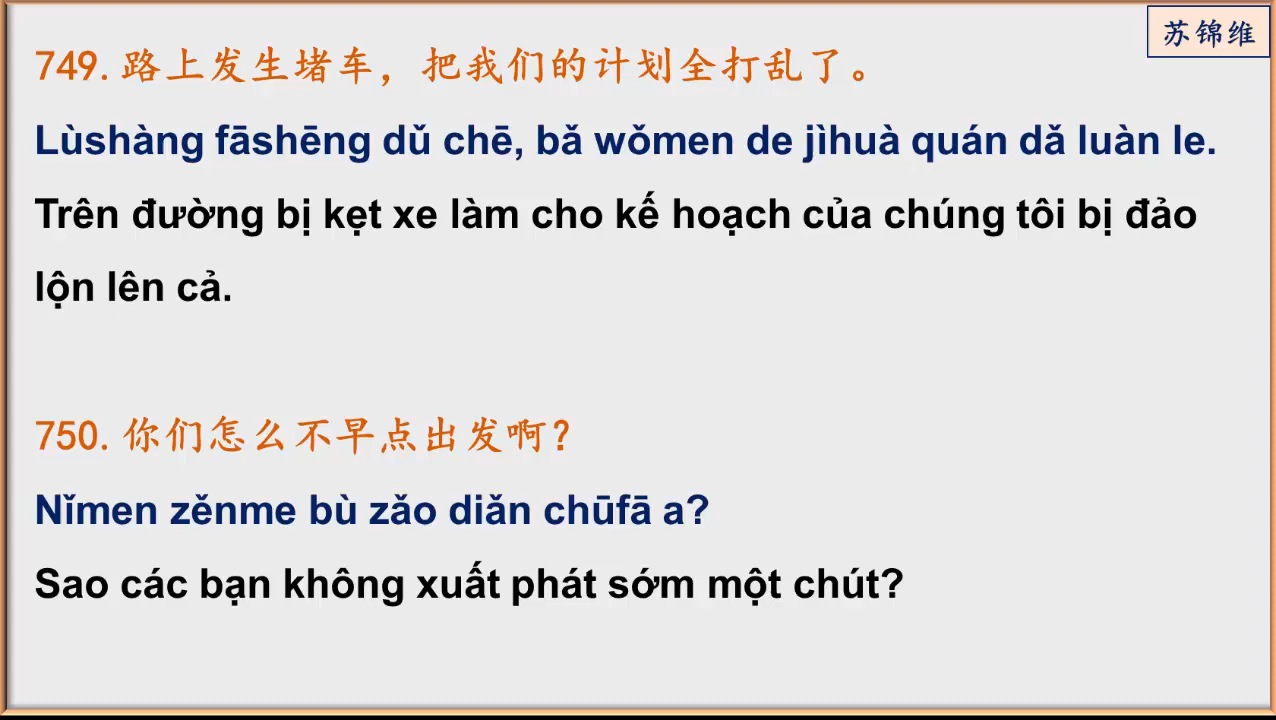 苏锦维
749. 路上发生堵车，把我们的计划全打乱了。
Lùshàng fāshēng dǔ chē, bǎ wǒmen de jìhuà quán dǎ luàn le.
Trên đường bị kẹt xe làm cho kế hoạch của chúng tôi bị đảo
lộn lên cả.
750. 你们怎么不早点出发啊？
Nǐmen zěnme bù zǎo diǎn chūfā a?
Sao các bạn không xuất phát sớm một chút?